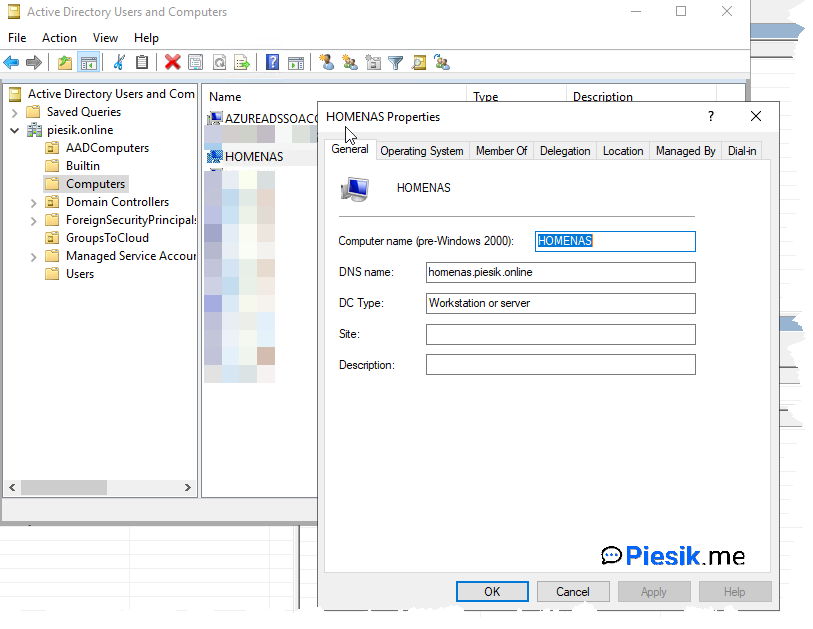 Active Directory Users and Computers
File Action View Help
Active Directory Users and Com
Saved Queries
piesik.online
AADComputers
Builtin
Computers
Domain Controllers
ForeignSecurityPrincipals
GroupsToCloud
Managed Service Accour
Users
Name Type Description
AZUREADSSOACC
HOMENAS
HOMENAS Properties
?
General Operating System Member Of Delegation Location Managed By Dial-in
HOMENAS
Computer name (pre-Windows 2000): HOMENAS
DNS name: homenas.piesik.online
DC Type: Workstation or server
Site:
Description:
Piesik.me
OK Cancel Apply Help